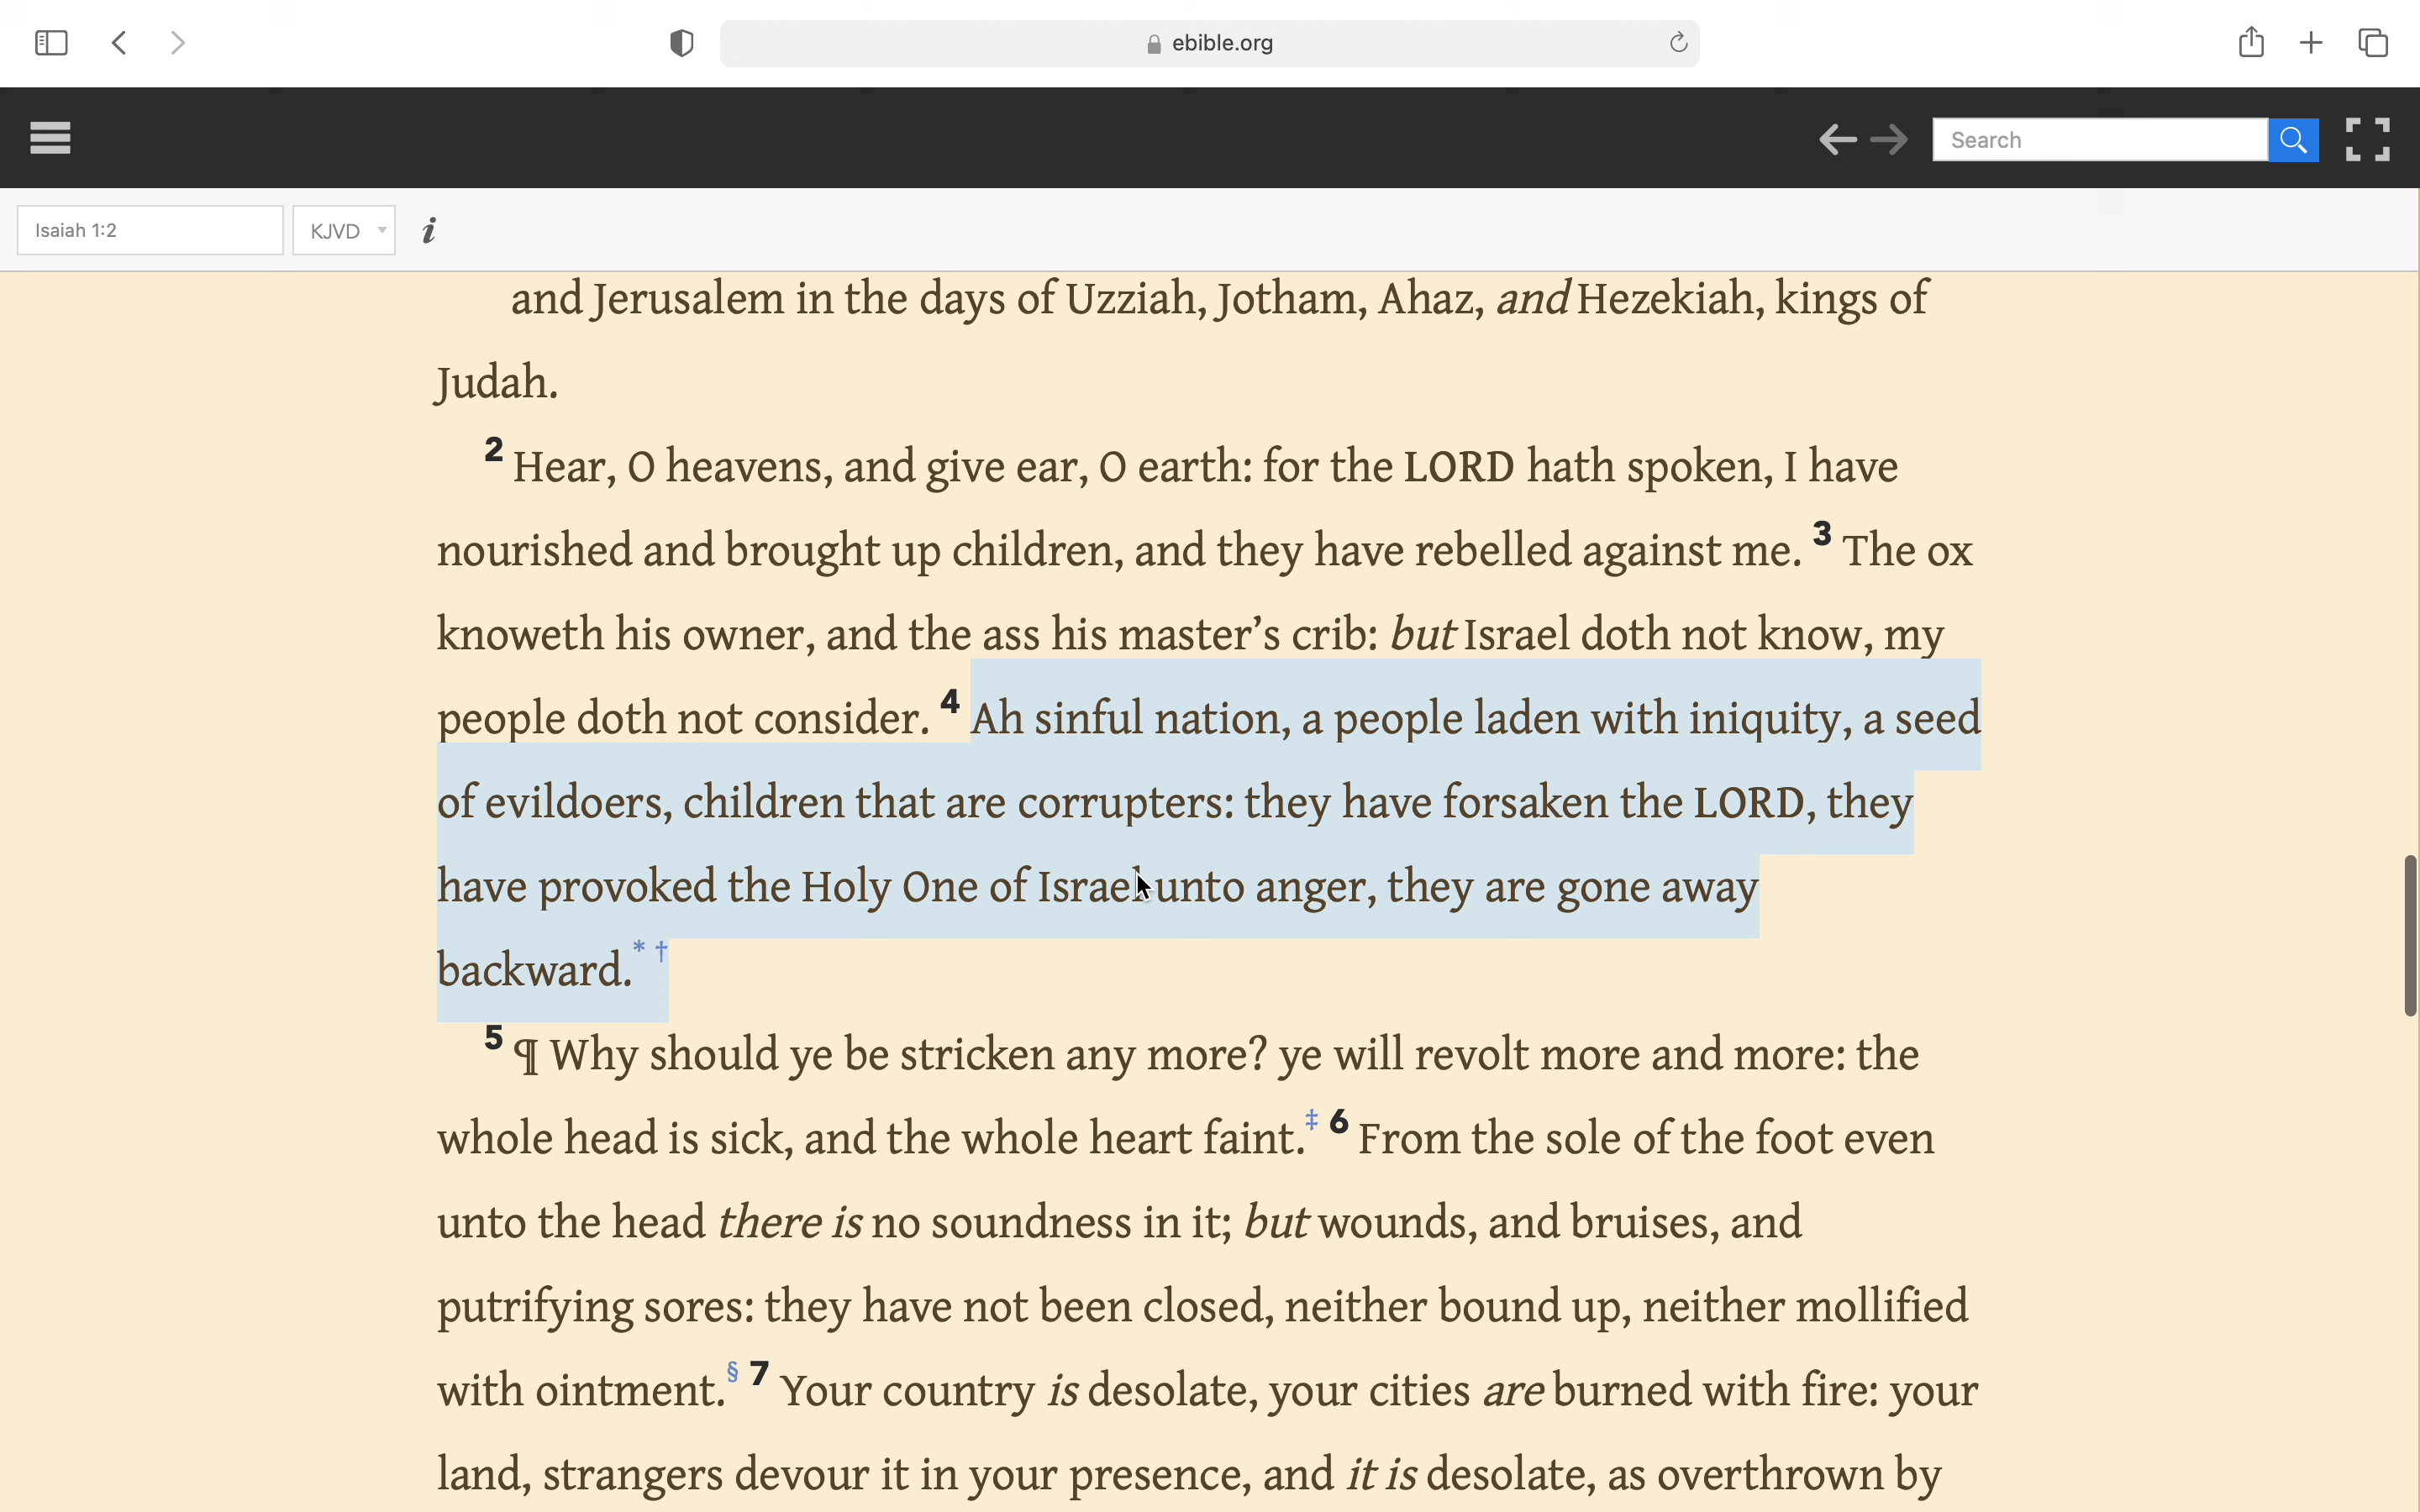 ebible.org
Search
Isaiah 1:2
KJVD
i
and Jerusalem in the days of Uzziah, Jotham, Ahaz, and Hezekiah, kings of
Judah.
2 Hear, O heavens, and give ear, O earth: for the LORD hath spoken, I have
nourished and brought up children, and they have rebelled against me. 3 The ox
knoweth his owner, and the ass his master’s crib: but Israel doth not know, my
people doth not consider. 4 Ah sinful nation, a people laden with iniquity, a seed
of evildoers, children that are corrupters: they have forsaken the LORD, they
have provoked the Holy One of Israel unto anger, they are gone away
backward.* †
5 ¶ Why should ye be stricken any more? ye will revolt more and more: the
whole head is sick, and the whole heart faint.‡ 6 From the sole of the foot even
unto the head there is no soundness in it; but wounds, and bruises, and
putrifying sores: they have not been closed, neither bound up, neither mollified
with ointment.§ 7 Your country is desolate, your cities are burned with fire: your
land, strangers devour it in your presence, and it is desolate, as overthrown by